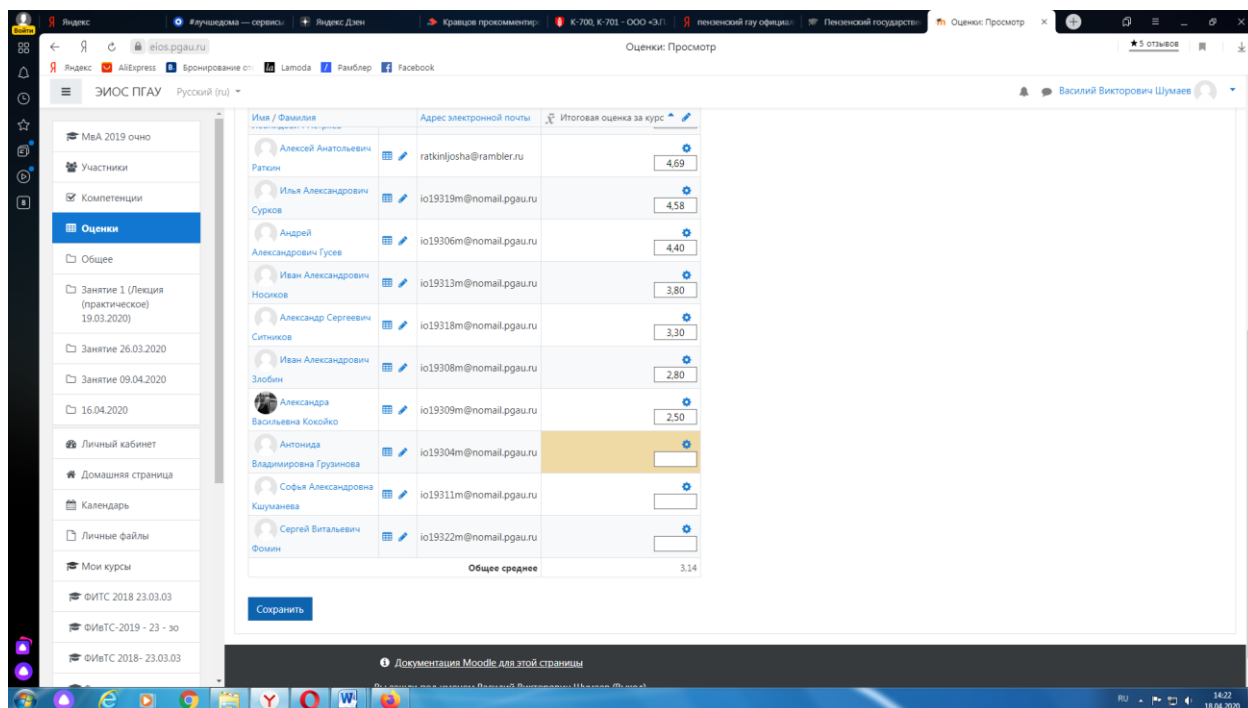 Войти
Яндекс
#лучшедома — сервисы
Яндекс.Дзен
Кравцов прокомментир
К-700, К-701 - ООО «З.П.
пензенский гау официал
Пензенский государстве
Оценки: Просмотр
eios.pgau.ru
Оценки: Просмотр
★ 5 отзывов
Яндекс AliExpress Бронирование от Lamoda Рамблер Facebook
ЭИОС ПГАУ Русский (ru)
Василий Викторович Шумаев
МвА 2019 очно
Участники
Компетенции
Оценки
Общее
Занятие 1 (Лекция
(практическое)
19.03.2020)
Занятие 26.03.2020
Занятие 09.04.2020
16.04.2020
Личный кабинет
Домашняя страница
Календарь
Личные файлы
Мои курсы
ФИТС 2018 23.03.03
ФИвТС-2019 - 23 - зо
ФИвТС 2018- 23.03.03
Имя / Фамилия Адрес электронной почты Итоговая оценка за курс
Алексей Анатольевич
Раткин ratkinljosha@rambler.ru 4,69
Илья Александрович
Сурков io19319m@nomail.pgau.ru 4,58
Андрей
Александрович Гусев io19306m@nomail.pgau.ru 4,40
Иван Александрович
Носиков io19313m@nomail.pgau.ru 3,80
Александр Сергеевич
Ситников io19318m@nomail.pgau.ru 3,30
Иван Александрович
Злобин io19308m@nomail.pgau.ru 2,80
Александра
Васильевна Кокойко io19309m@nomail.pgau.ru 2,50
Антонида
Владимировна Грузинова io19304m@nomail.pgau.ru
Софья Александровна
Кшуманева io19311m@nomail.pgau.ru
Сергей Витальевич
Фомин io19322m@nomail.pgau.ru
Общее среднее 3,14
Сохранить
Документация Moodle для этой страницы
Вы зашли под именем Василий Викторович Шумаев (Выход)
RU
14:22
18.04.2020